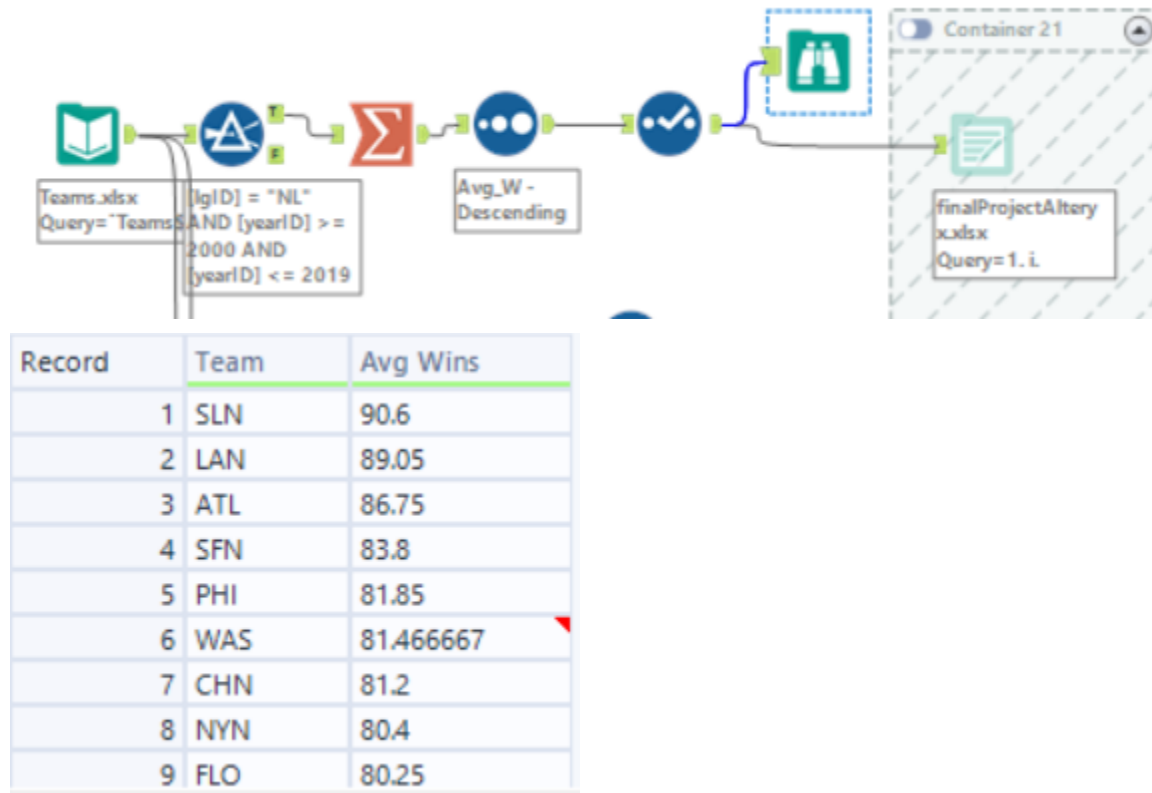 Container 21
T
F
Teams.xlsx
Query=`Teams$
[lgID] = "NL"
AND [yearID] >=
2000 AND
[yearID] <= 2019
Avg_W -
Descending
finalProjectAltery
x.xlsx
Query=1. i.
Record Team Avg Wins
1 SLN 90.6
2 LAN 89.05
3 ATL 86.75
4 SFN 83.8
5 PHI 81.85
6 WAS 81.466667
7 CHN 81.2
8 NYN 80.4
9 FLO 80.25